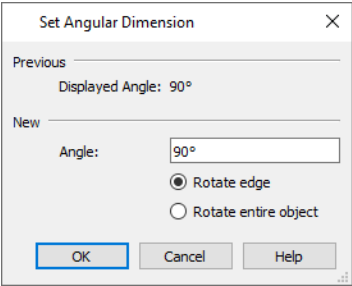 Set Angular Dimension
Previous
Displayed Angle: 90°
New
Angle: 90°
Rotate edge
Rotate entire object
OK Cancel Help